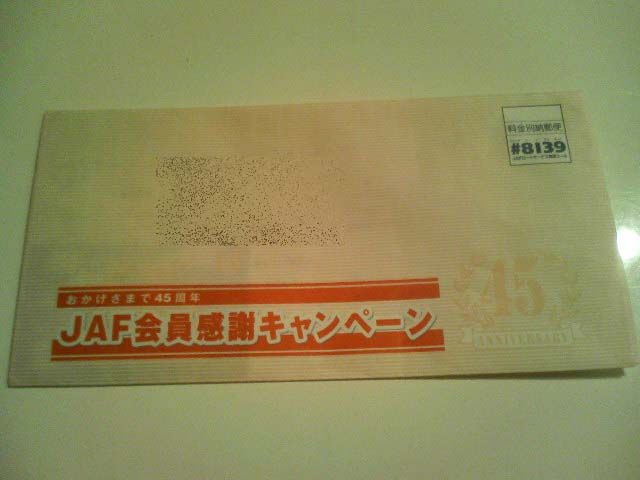 料金別納郵便
#8139
おかげさまで45周年
JAF会員感謝キャンペーン
45
ANNIVERSARY